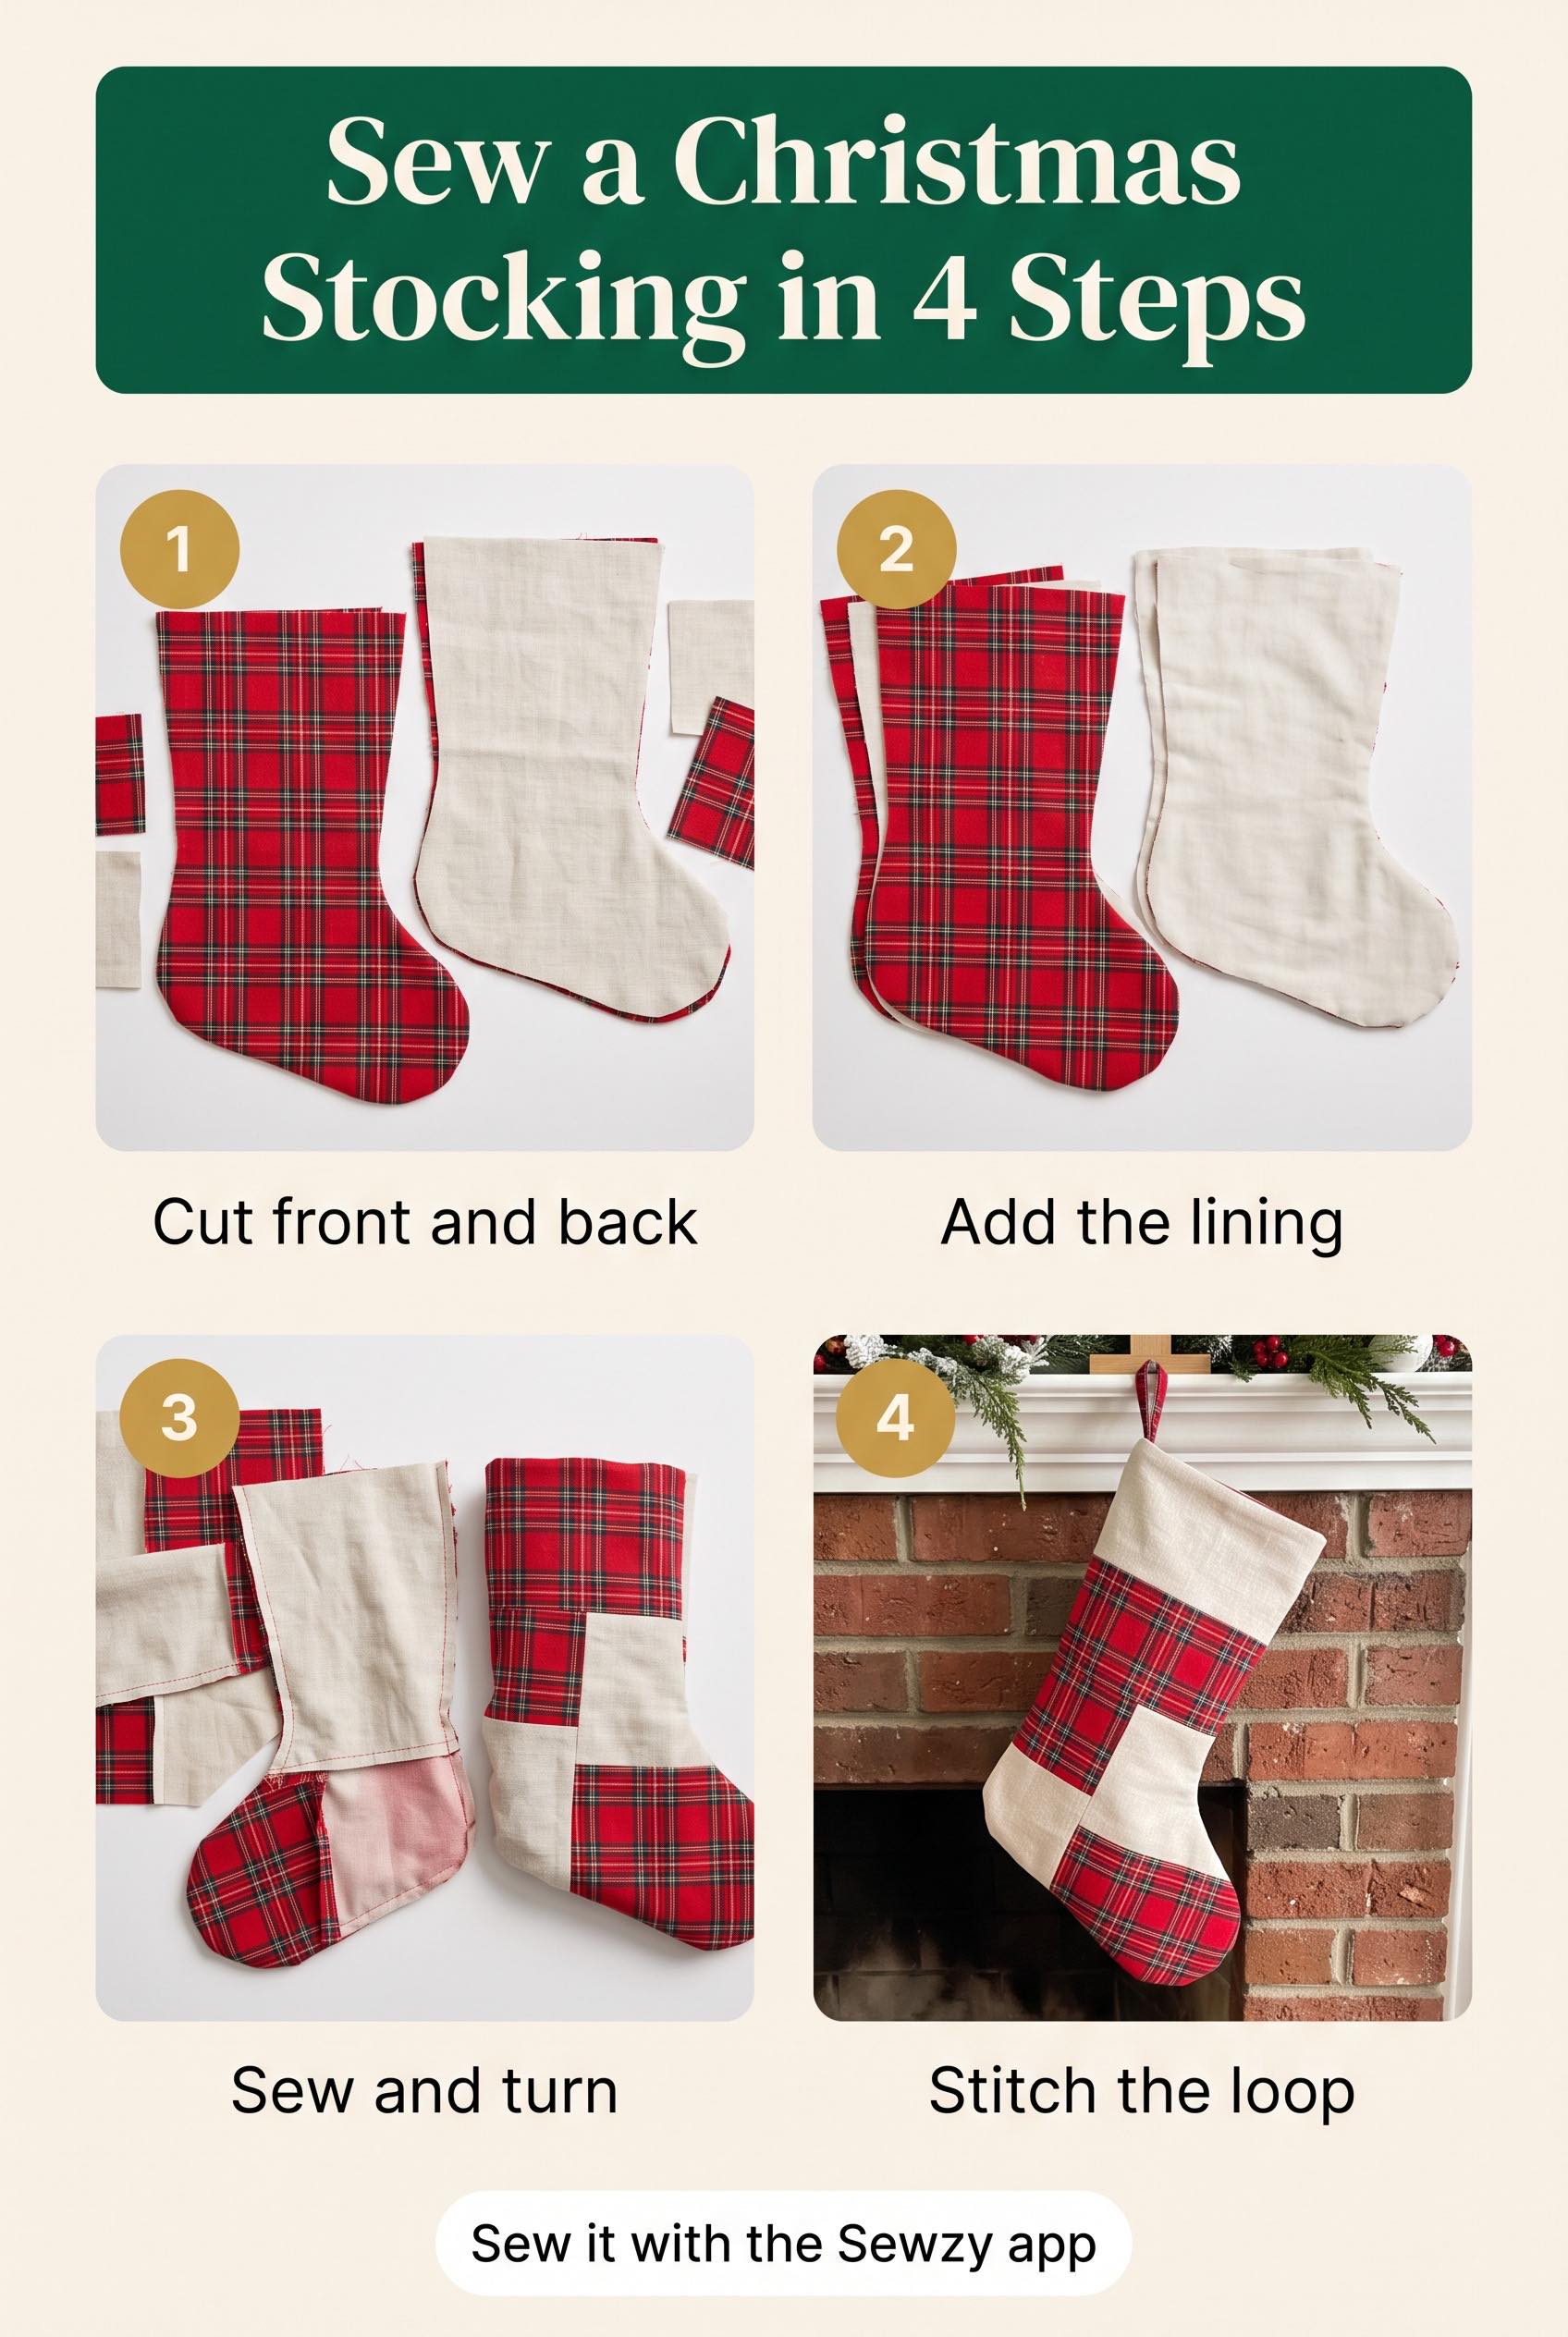 Sew a Christmas
Stocking in 4 Steps
1
2
Cut front and back
Add the lining
3
4
Sew and turn
Stitch the loop
Sew it with the Sewzy app